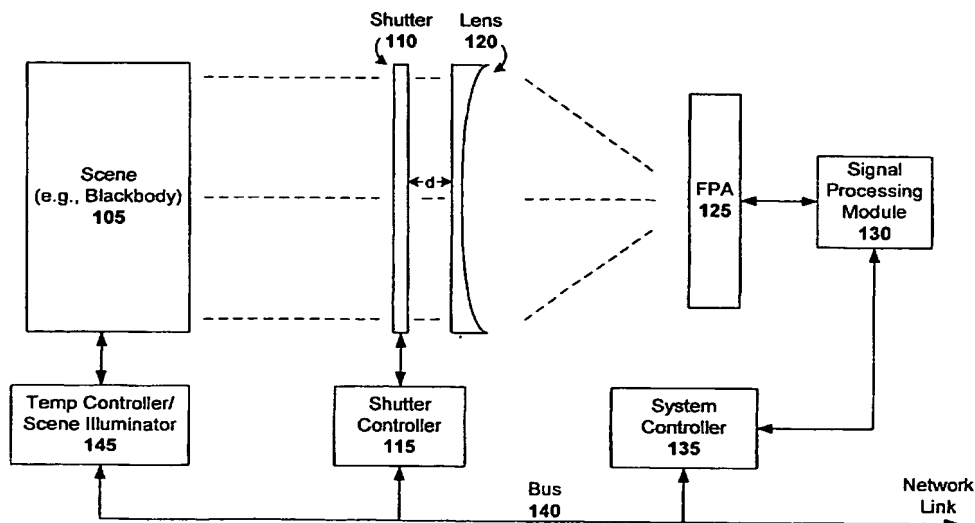 Shutter
110
Lens
120
Scene
(e.g., Blackbody)
105
d
FPA
125
Signal
Processing
Module
130
Temp Controller/
Scene Illuminator
145
Shutter
Controller
115
System
Controller
135
Bus
140
Network
Link